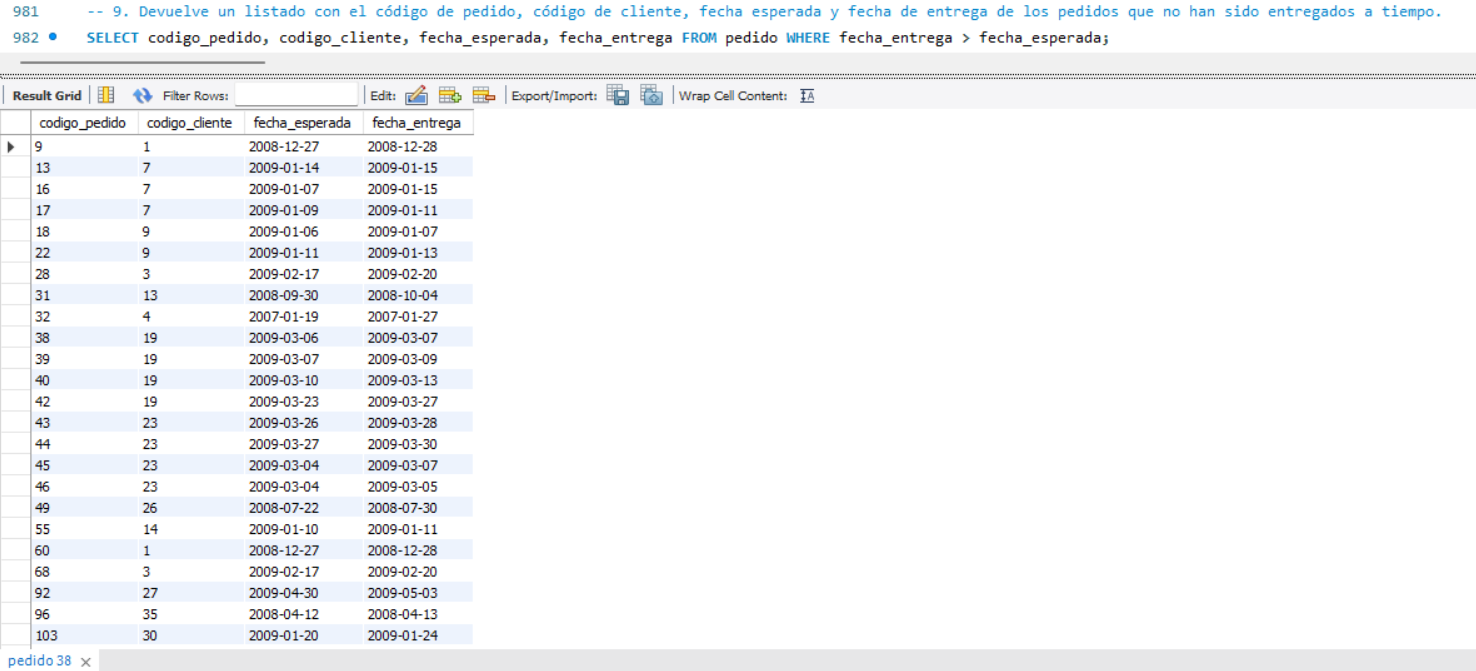 981 -- 9. Devuelve un listado con el código de pedido, código de cliente, fecha esperada y fecha de entrega de los pedidos que no han sido entregados a tiempo.
982 SELECT codigo_pedido, codigo_cliente, fecha_esperada, fecha_entrega FROM pedido WHERE fecha_entrega > fecha_esperada;
Result Grid Filter Rows: Edit: Export/Import: Wrap Cell Content: IA
codigo_pedido codigo_cliente fecha_esperada fecha_entrega
9 1 2008-12-27 2008-12-28
13 7 2009-01-14 2009-01-15
16 7 2009-01-07 2009-01-15
17 7 2009-01-09 2009-01-11
18 9 2009-01-06 2009-01-07
22 9 2009-01-11 2009-01-13
28 3 2009-02-17 2009-02-20
31 13 2008-09-30 2008-10-04
32 4 2007-01-19 2007-01-27
38 19 2009-03-06 2009-03-07
39 19 2009-03-07 2009-03-09
40 19 2009-03-10 2009-03-13
42 19 2009-03-23 2009-03-27
43 23 2009-03-26 2009-03-28
44 23 2009-03-27 2009-03-30
45 23 2009-03-04 2009-03-07
46 23 2009-03-04 2009-03-05
49 26 2008-07-22 2008-07-30
55 14 2009-01-10 2009-01-11
60 1 2008-12-27 2008-12-28
68 3 2009-02-17 2009-02-20
92 27 2009-04-30 2009-05-03
96 35 2008-04-12 2008-04-13
103 30 2009-01-20 2009-01-24
pedido 38 ×